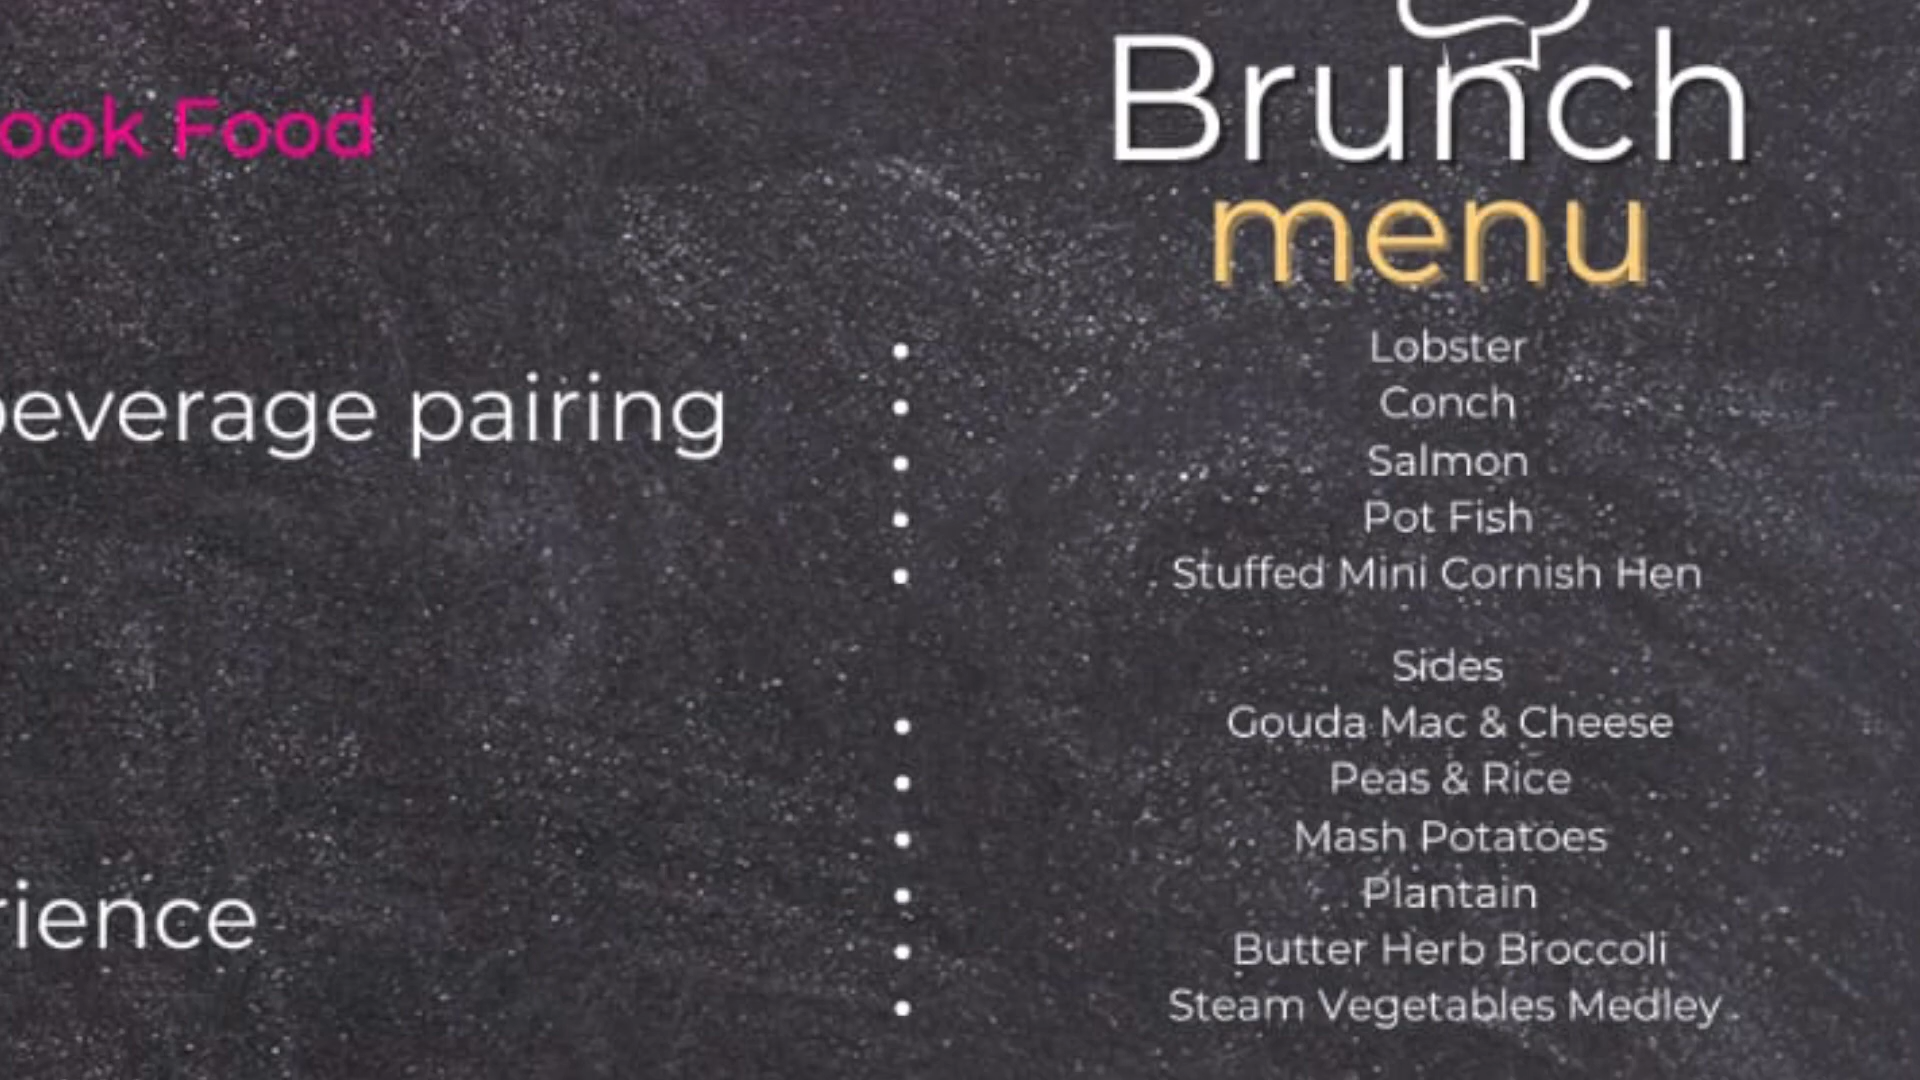 ook Food
beverage pairing
rience
Brunch
menu
Lobster
Conch
Salmon
Pot Fish
Stuffed Mini Cornish Hen
Sides
Gouda Mac & Cheese
Peas & Rice
Mash Potatoes
Plantain
Butter Herb Broccoli
Steam Vegetables Medley